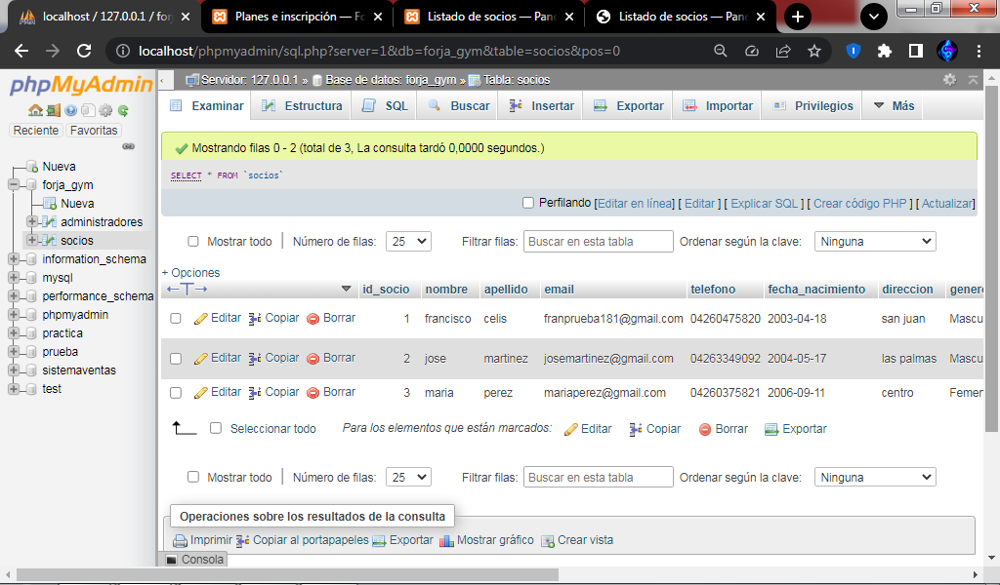 localhost / 127.0.0.1 / forj
Planes e inscripción — Fo
Listado de socios — Pane
Listado de socios — Pane
localhost/phpmyadmin/sql.php?server=1&db=forja_gym&table=socios&pos=0
phpMyAdmin
Reciente Favoritas
Nueva
forja_gym
Nueva
administradores
socios
information_schema
mysql
performance_schema
phpmyadmin
practica
prueba
sistemaventas
test
Servidor: 127.0.0.1 » Base de datos: forja_gym » Tabla: socios
Examinar Estructura SQL Buscar Insertar Exportar Importar Privilegios Más
Mostrando filas 0 - 2 (total de 3, La consulta tardó 0,0000 segundos.)
SELECT * FROM `socios`
Perfilando [Editar en línea] [ Editar ] [ Explicar SQL ] [ Crear código PHP ] [ Actualizar]
Mostrar todo | Número de filas: 25 Filtrar filas: Buscar en esta tabla Ordenar según la clave: Ninguna
+ Opciones
←T→ id_socio nombre apellido email telefono fecha_nacimiento direccion genero
Editar Copiar Borrar 1 francisco celis franprueba181@gmail.com 04260475820 2003-04-18 san juan Mascu
Editar Copiar Borrar 2 jose martinez josemartinez@gmail.com 04263349092 2004-05-17 las palmas Mascu
Editar Copiar Borrar 3 maria perez mariaperez@gmail.com 04260375821 2006-09-11 centro Femen
Seleccionar todo Para los elementos que están marcados: Editar Copiar Borrar Exportar
Mostrar todo | Número de filas: 25 Filtrar filas: Buscar en esta tabla Ordenar según la clave: Ninguna
Operaciones sobre los resultados de la consulta
Imprimir Copiar al portapapeles Exportar Mostrar gráfico Crear vista
Consola